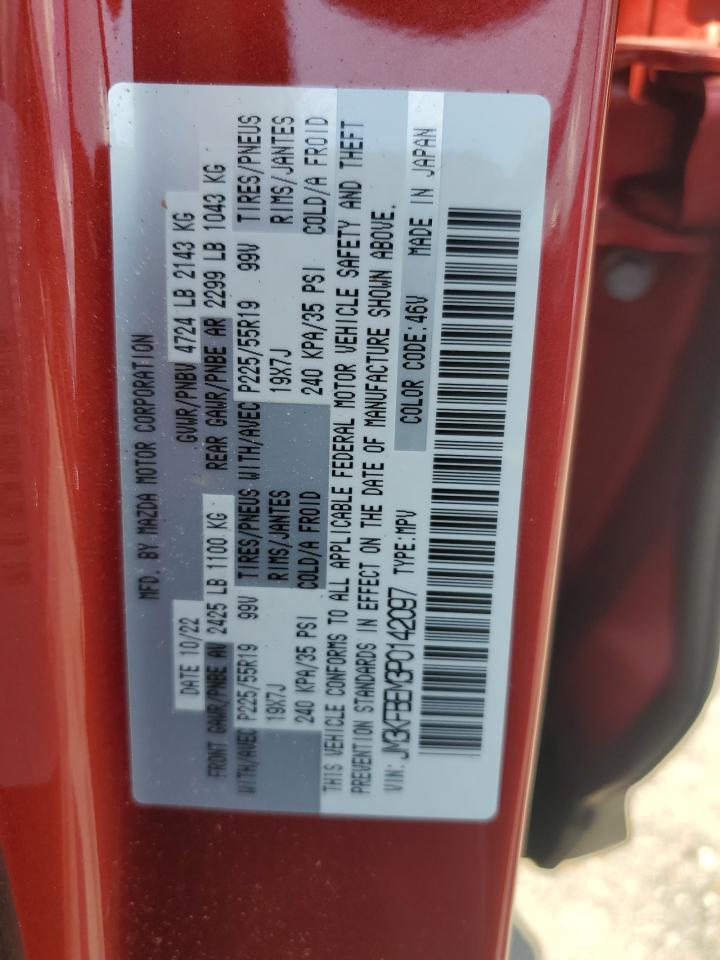 MFD. BY MAZDA MOTOR CORPORATION
DATE 10/22 GVWR/PNBV 4724 LB 2143 KG
FRONT GAWR/PNBE AV 2425 LB 1100 KG REAR GAWR/PNBE AR 2299 LB 1043 KG
WITH/AVEC P225/55R19 99V TIRES/PNEUS WITH/AVEC P225/55R19 99V TIRES/PNEUS
19X7J RIMS/JANTES 19X7J RIMS/JANTES
240 KPA/35 PSI COLD/A FROID 240 KPA/35 PSI COLD/A FROID
THIS VEHICLE CONFORMS TO ALL APPLICABLE FEDERAL MOTOR VEHICLE SAFETY AND THEFT
PREVENTION STANDARDS IN EFFECT ON THE DATE OF MANUFACTURE SHOWN ABOVE.
VIN: JM3KFBEM3P0142097 TYPE:MPV COLOR CODE:46V MADE IN JAPAN